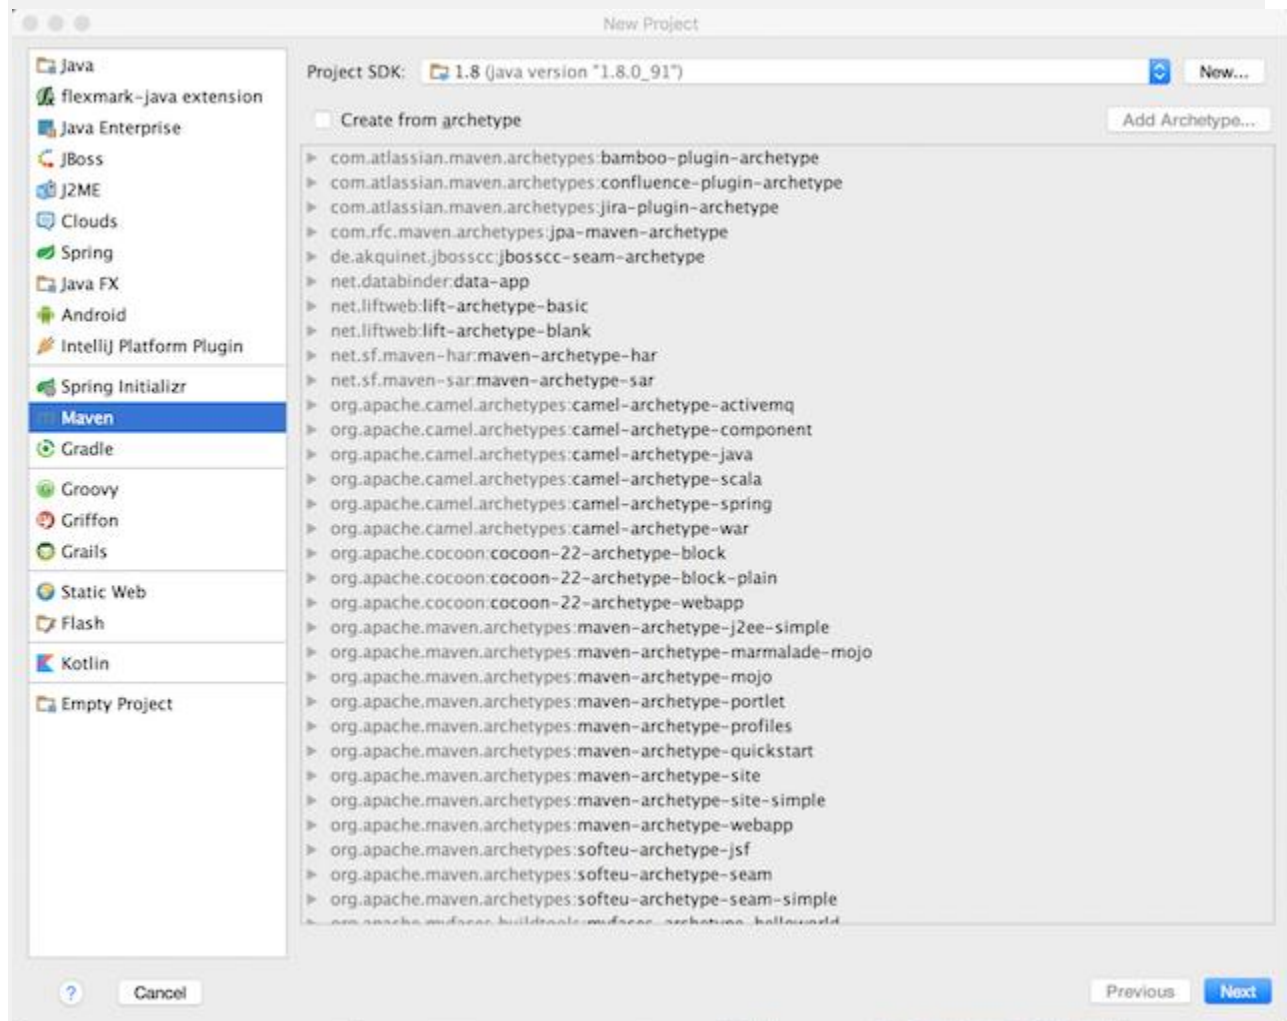 New Project
Java
flexmark-java extension
Java Enterprise
JBoss
J2ME
Clouds
Spring
Java FX
Android
IntelliJ Platform Plugin
Spring Initializr
Maven
Gradle
Groovy
Griffon
Grails
Static Web
Flash
Kotlin
Empty Project
Project SDK: 1.8 (java version "1.8.0_91") New...
Create from archetype Add Archetype...
com.atlassian.maven.archetypes:bamboo-plugin-archetype
com.atlassian.maven.archetypes:confluence-plugin-archetype
com.atlassian.maven.archetypes:jira-plugin-archetype
com.rfc.maven.archetypes:jpa-maven-archetype
de.akquinet.jbosscc:jbosscc-seam-archetype
net.databinder:data-app
net.liftweb:lift-archetype-basic
net.liftweb:lift-archetype-blank
net.sf.maven-har:maven-archetype-har
net.sf.maven-sar:maven-archetype-sar
org.apache.camel.archetypes:camel-archetype-activemq
org.apache.camel.archetypes:camel-archetype-component
org.apache.camel.archetypes:camel-archetype-java
org.apache.camel.archetypes:camel-archetype-scala
org.apache.camel.archetypes:camel-archetype-spring
org.apache.camel.archetypes:camel-archetype-war
org.apache.cocoon:cocoon-22-archetype-block
org.apache.cocoon:cocoon-22-archetype-block-plain
org.apache.cocoon:cocoon-22-archetype-webapp
org.apache.maven.archetypes:maven-archetype-j2ee-simple
org.apache.maven.archetypes:maven-archetype-marmalade-mojo
org.apache.maven.archetypes:maven-archetype-mojo
org.apache.maven.archetypes:maven-archetype-portlet
org.apache.maven.archetypes:maven-archetype-profiles
org.apache.maven.archetypes:maven-archetype-quickstart
org.apache.maven.archetypes:maven-archetype-site
org.apache.maven.archetypes:maven-archetype-site-simple
org.apache.maven.archetypes:maven-archetype-webapp
org.apache.maven.archetypes:softeu-archetype-jsf
org.apache.maven.archetypes:softeu-archetype-seam
org.apache.maven.archetypes:softeu-archetype-seam-simple
org.apache.myfaces.buildtools:myfaces-archetype-helloworld
? Cancel Previous Next